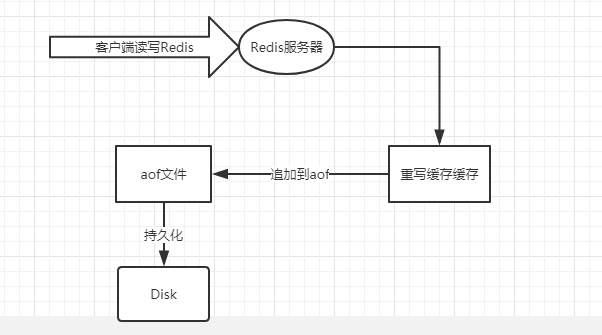 客户端读写Redis
Redis服务器
aof文件
追加到aof
重写缓存缓存
持久化
Disk